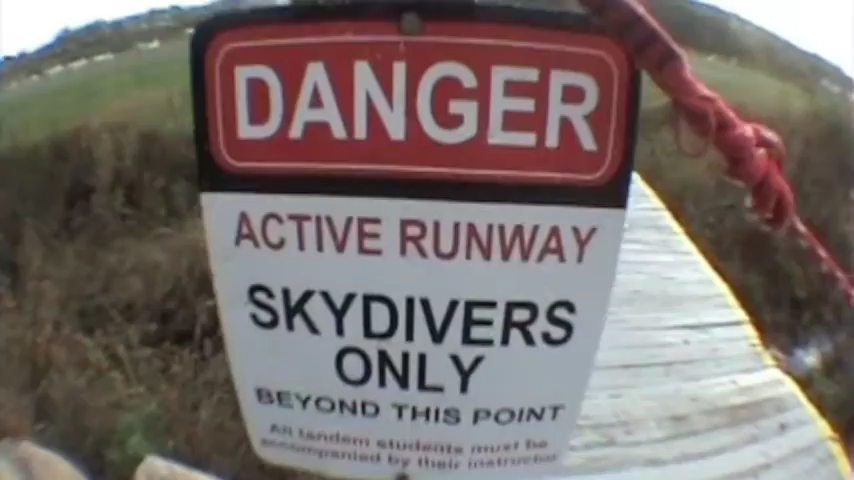 DANGER
ACTIVE RUNWAY
SKYDIVERS
ONLY
BEYOND THIS POINT
All tandem students must be
accompanied by their instructor